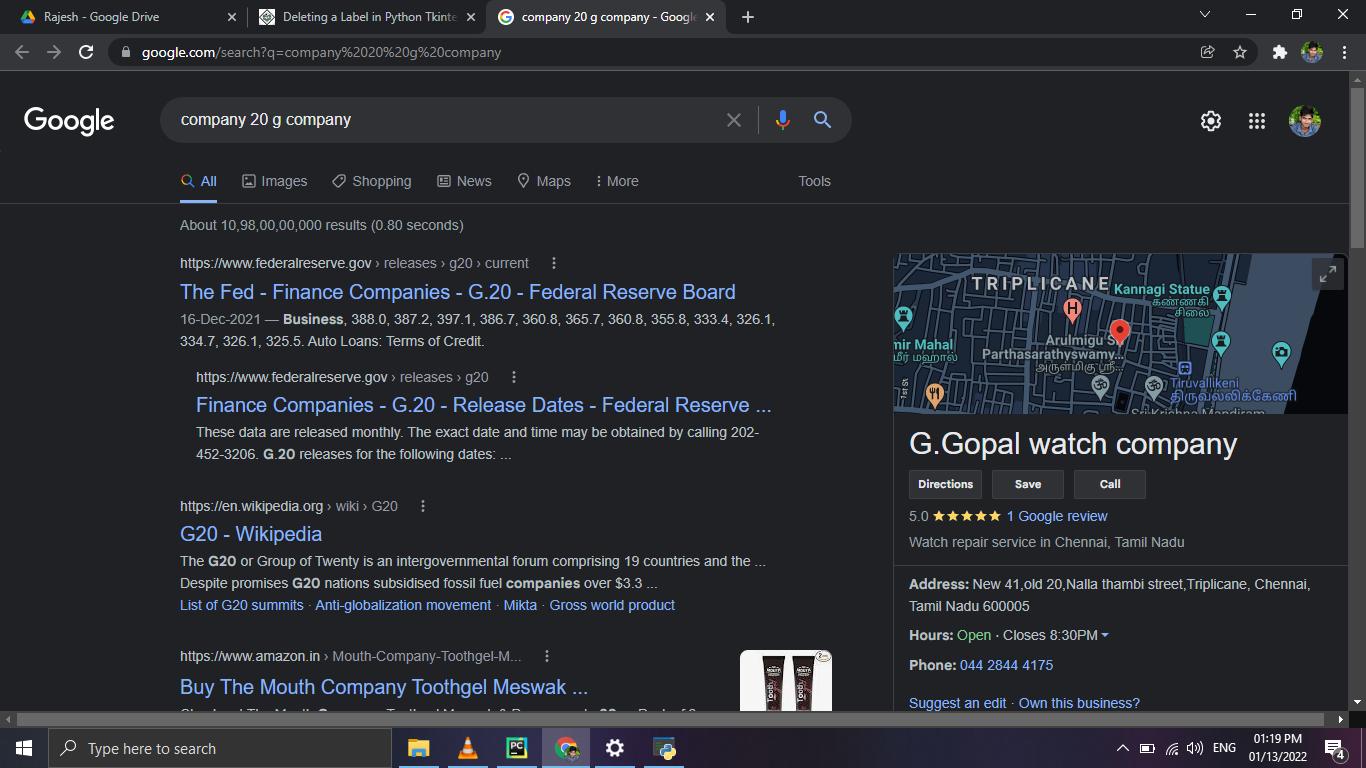 Rajesh - Google Drive
Deleting a Label in Python Tkinte
company 20 g company - Google
google.com/search?q=company%2020%20g%20company
Google
company 20 g company
All Images Shopping News Maps More Tools
About 10,98,00,00,000 results (0.80 seconds)
https://www.federalreserve.gov › releases › g20 › current
The Fed - Finance Companies - G.20 - Federal Reserve Board
16-Dec-2021 — Business, 388.0, 387.2, 397.1, 386.7, 360.8, 365.7, 360.8, 355.8, 333.4, 326.1,
334.7, 326.1, 325.5. Auto Loans: Terms of Credit.
https://www.federalreserve.gov › releases › g20
Finance Companies - G.20 - Release Dates - Federal Reserve ...
These data are released monthly. The exact date and time may be obtained by calling 202-
452-3206. G.20 releases for the following dates: ...
https://en.wikipedia.org › wiki › G20
G20 - Wikipedia
The G20 or Group of Twenty is an intergovernmental forum comprising 19 countries and the ...
Despite promises G20 nations subsidised fossil fuel companies over $3.3 ...
List of G20 summits · Anti-globalization movement · Mikta · Gross world product
https://www.amazon.in › Mouth-Company-Toothgel-M...
Buy The Mouth Company Toothgel Meswak ...
TRIPLICANE
Kannagi Statue
கண்ணகி
சிலை
H
mir Mahal
மீர் மஹால்
Arulmigu Sri
Parthasarathyswamy...
அருள்மிகு ஸ்ரீ...
1st St
Tiruvallikeni
திருவல்லிக்கேணி
Sri Krishna Mandiram
G.Gopal watch company
Directions Save Call
5.0 ★★★★★ 1 Google review
Watch repair service in Chennai, Tamil Nadu
Address: New 41,old 20,Nalla thambi street,Triplicane, Chennai,
Tamil Nadu 600005
Hours: Open · Closes 8:30PM
Phone: 044 2844 4175
Suggest an edit · Own this business?
Type here to search
PC
ENG
01:19 PM
01/13/2022
4